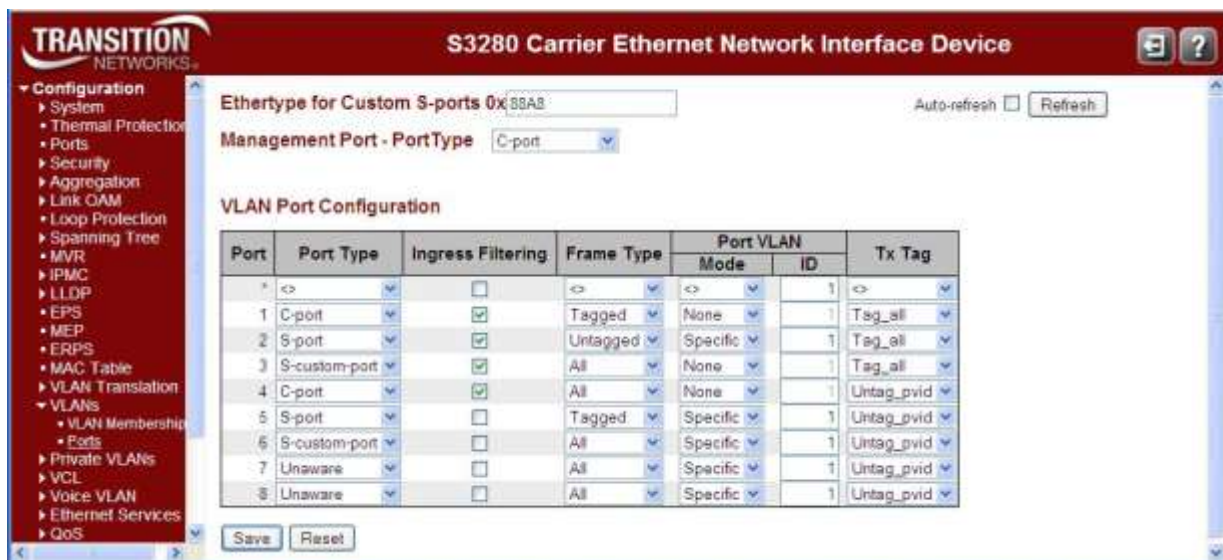 TRANSITION
NETWORKS
S3280 Carrier Ethernet Network Interface Device
?
Configuration
System
Thermal Protection
Ports
Security
Aggregation
Link OAM
Loop Protection
Spanning Tree
MVR
IPMC
LLDP
EPS
MEP
ERPS
MAC Table
VLAN Translation
VLANs
VLAN Membership
Ports
Private VLANs
VCL
Voice VLAN
Ethernet Services
QoS
Ethertype for Custom S-ports 0x 88A8
Auto-refresh Refresh
Management Port - PortType C-port
VLAN Port Configuration
Port Port Type Ingress Filtering Frame Type Port VLAN Tx Tag
Mode ID
* <> <> <> 1 <>
1 C-port Tagged None 1 Tag_all
2 S-port Untagged Specific 1 Tag_all
3 S-custom-port All None 1 Tag_all
4 C-port All None 1 Untag_pvid
5 S-port Tagged Specific 1 Untag_pvid
6 S-custom-port All Specific 1 Untag_pvid
7 Unaware All Specific 1 Untag_pvid
8 Unaware All Specific 1 Untag_pvid
Save Reset